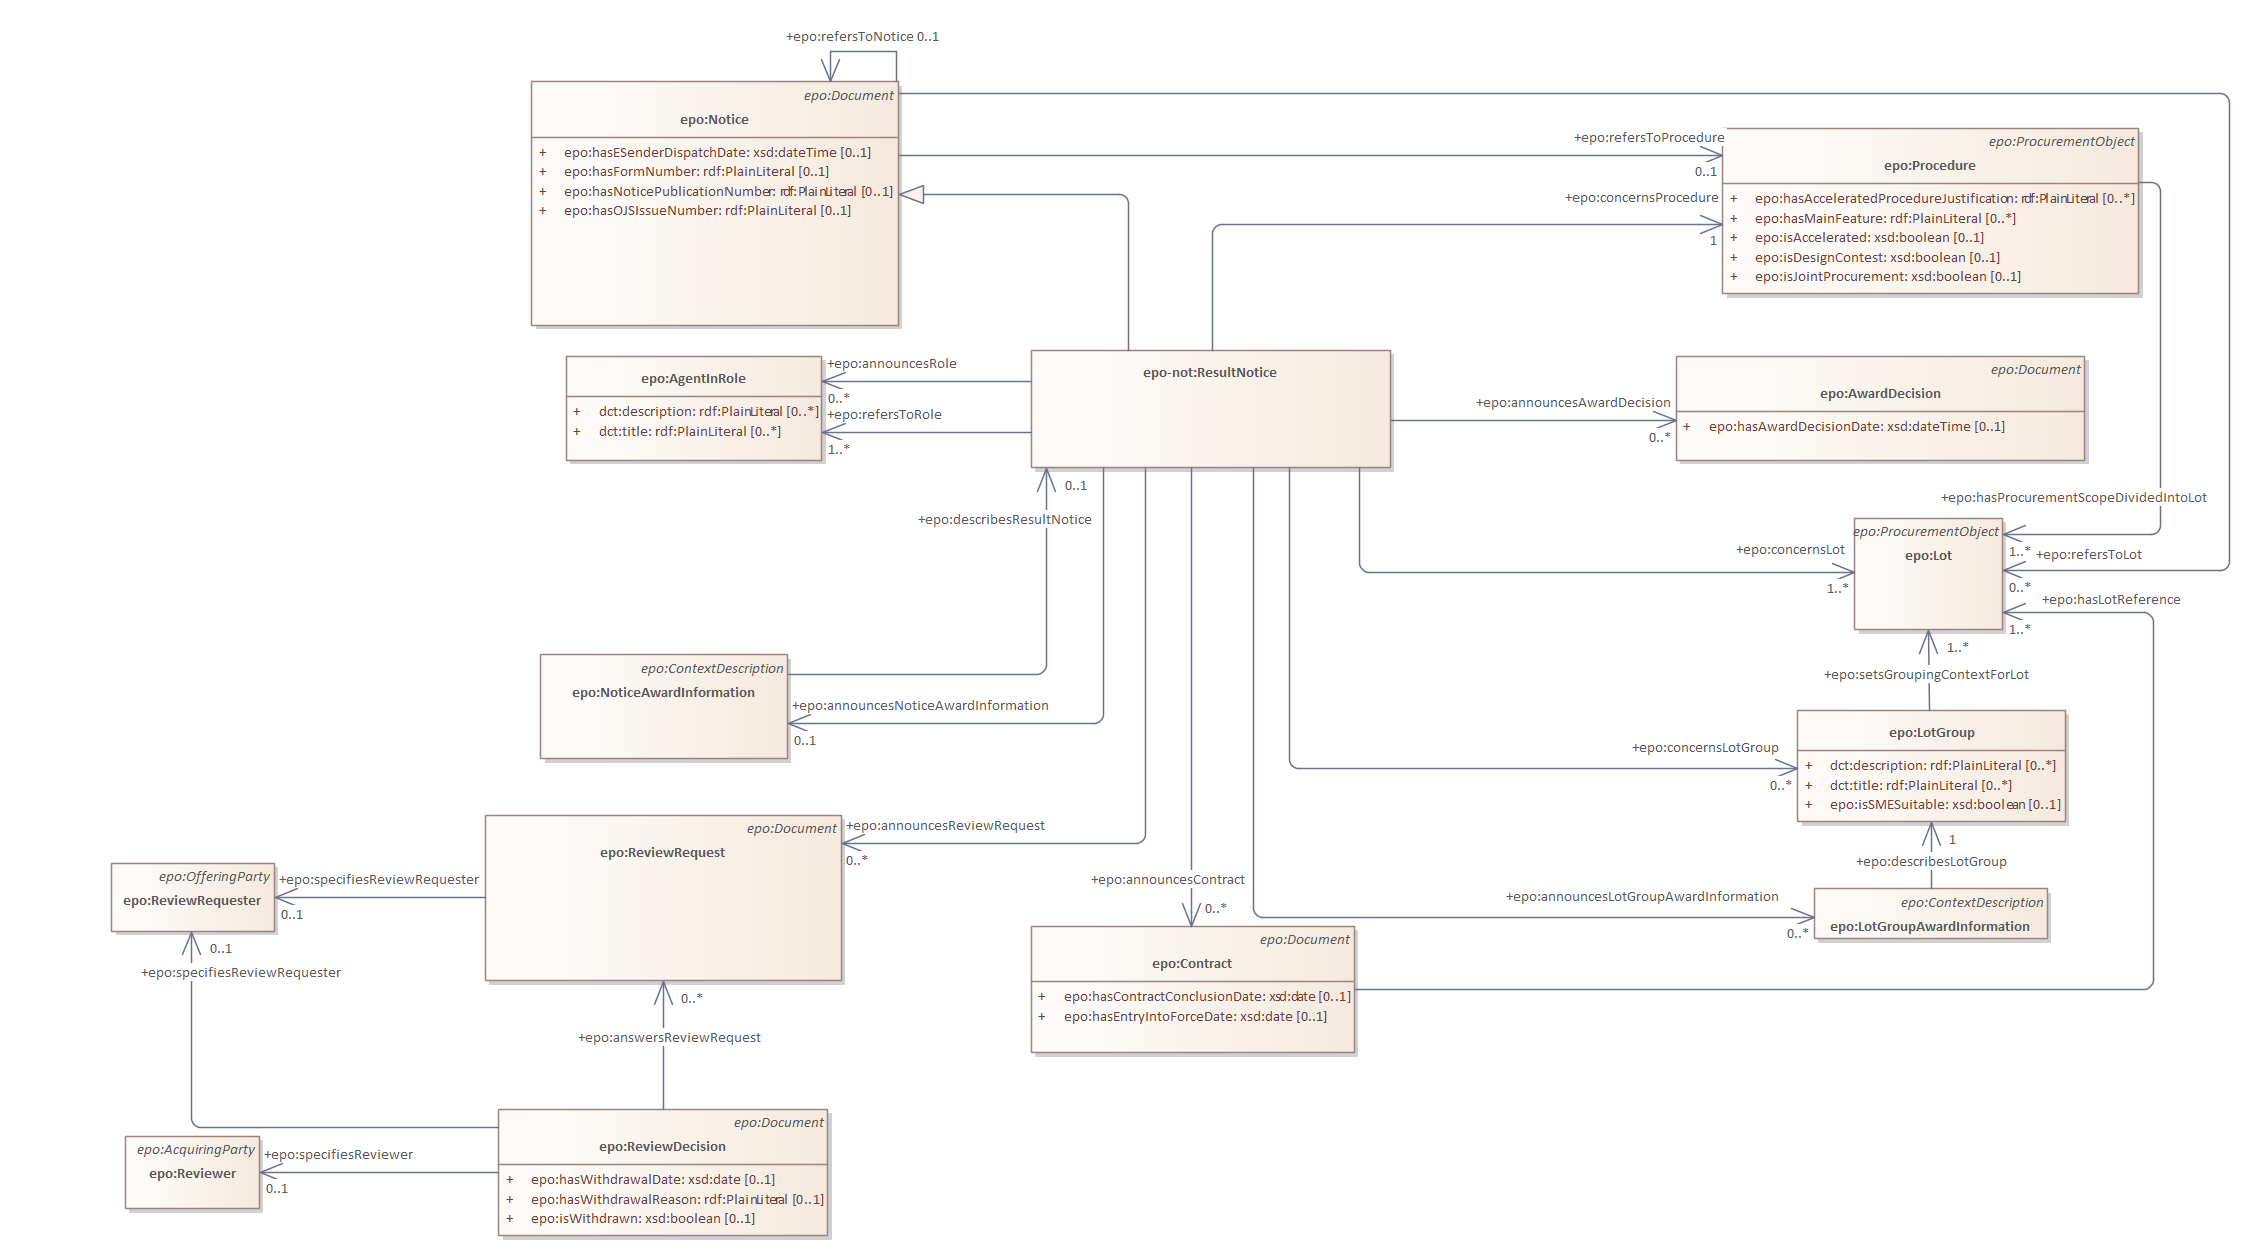 +epo:refersToNotice 0..1
epo:Document
epo:Notice
+ epo:hasESenderDispatchDate: xsd:dateTime [0..1]
+ epo:hasFormNumber: rdf:PlainLiteral [0..1]
+ epo:hasNoticePublicationNumber: rdf:PlainLiteral [0..1]
+ epo:hasOJSIssueNumber: rdf:PlainLiteral [0..1]
+epo:refersToProcedure
0..1
+epo:concernsProcedure
1
epo:ProcurementObject
epo:Procedure
+ epo:hasAcceleratedProcedureJustification: rdf:PlainLiteral [0..*]
+ epo:hasMainFeature: rdf:PlainLiteral [0..*]
+ epo:isAccelerated: xsd:boolean [0..1]
+ epo:isDesignContest: xsd:boolean [0..1]
+ epo:isJointProcurement: xsd:boolean [0..1]
epo:AgentInRole
+ dct:description: rdf:PlainLiteral [0..*]
+ dct:title: rdf:PlainLiteral [0..*]
+epo:announcesRole
0..*
+epo:refersToRole
1..*
epo-not:ResultNotice
+epo:announcesAwardDecision
0..*
epo:Document
epo:AwardDecision
+ epo:hasAwardDecisionDate: xsd:dateTime [0..1]
0..1
+epo:describesResultNotice
+epo:hasProcurementScopeDividedIntoLot
1..*
+epo:refersToLot
0..*
+epo:hasLotReference
1..*
epo:ProcurementObject
epo:Lot
+epo:concernsLot
1..*
1..*
+epo:setsGroupingContextForLot
epo:ContextDescription
epo:NoticeAwardInformation
+epo:announcesNoticeAwardInformation
0..1
+epo:concernsLotGroup
0..*
epo:LotGroup
+ dct:description: rdf:PlainLiteral [0..*]
+ dct:title: rdf:PlainLiteral [0..*]
+ epo:isSMESuitable: xsd:boolean [0..1]
1
+epo:describesLotGroup
epo:Document
epo:ReviewRequest
+epo:announcesReviewRequest
0..*
epo:OfferingParty
epo:ReviewRequester
+epo:specifiesReviewRequester
0..1
0..1
+epo:specifiesReviewRequester
+epo:announcesContract
0..*
+epo:announcesLotGroupAwardInformation
0..*
epo:ContextDescription
epo:LotGroupAwardInformation
epo:Document
epo:Contract
+ epo:hasContractConclusionDate: xsd:date [0..1]
+ epo:hasEntryIntoForceDate: xsd:date [0..1]
0..*
+epo:answersReviewRequest
epo:Document
epo:ReviewDecision
+ epo:hasWithdrawalDate: xsd:date [0..1]
+ epo:hasWithdrawalReason: rdf:PlainLiteral [0..1]
+ epo:isWithdrawn: xsd:boolean [0..1]
epo:AcquiringParty
epo:Reviewer
+epo:specifiesReviewer
0..1